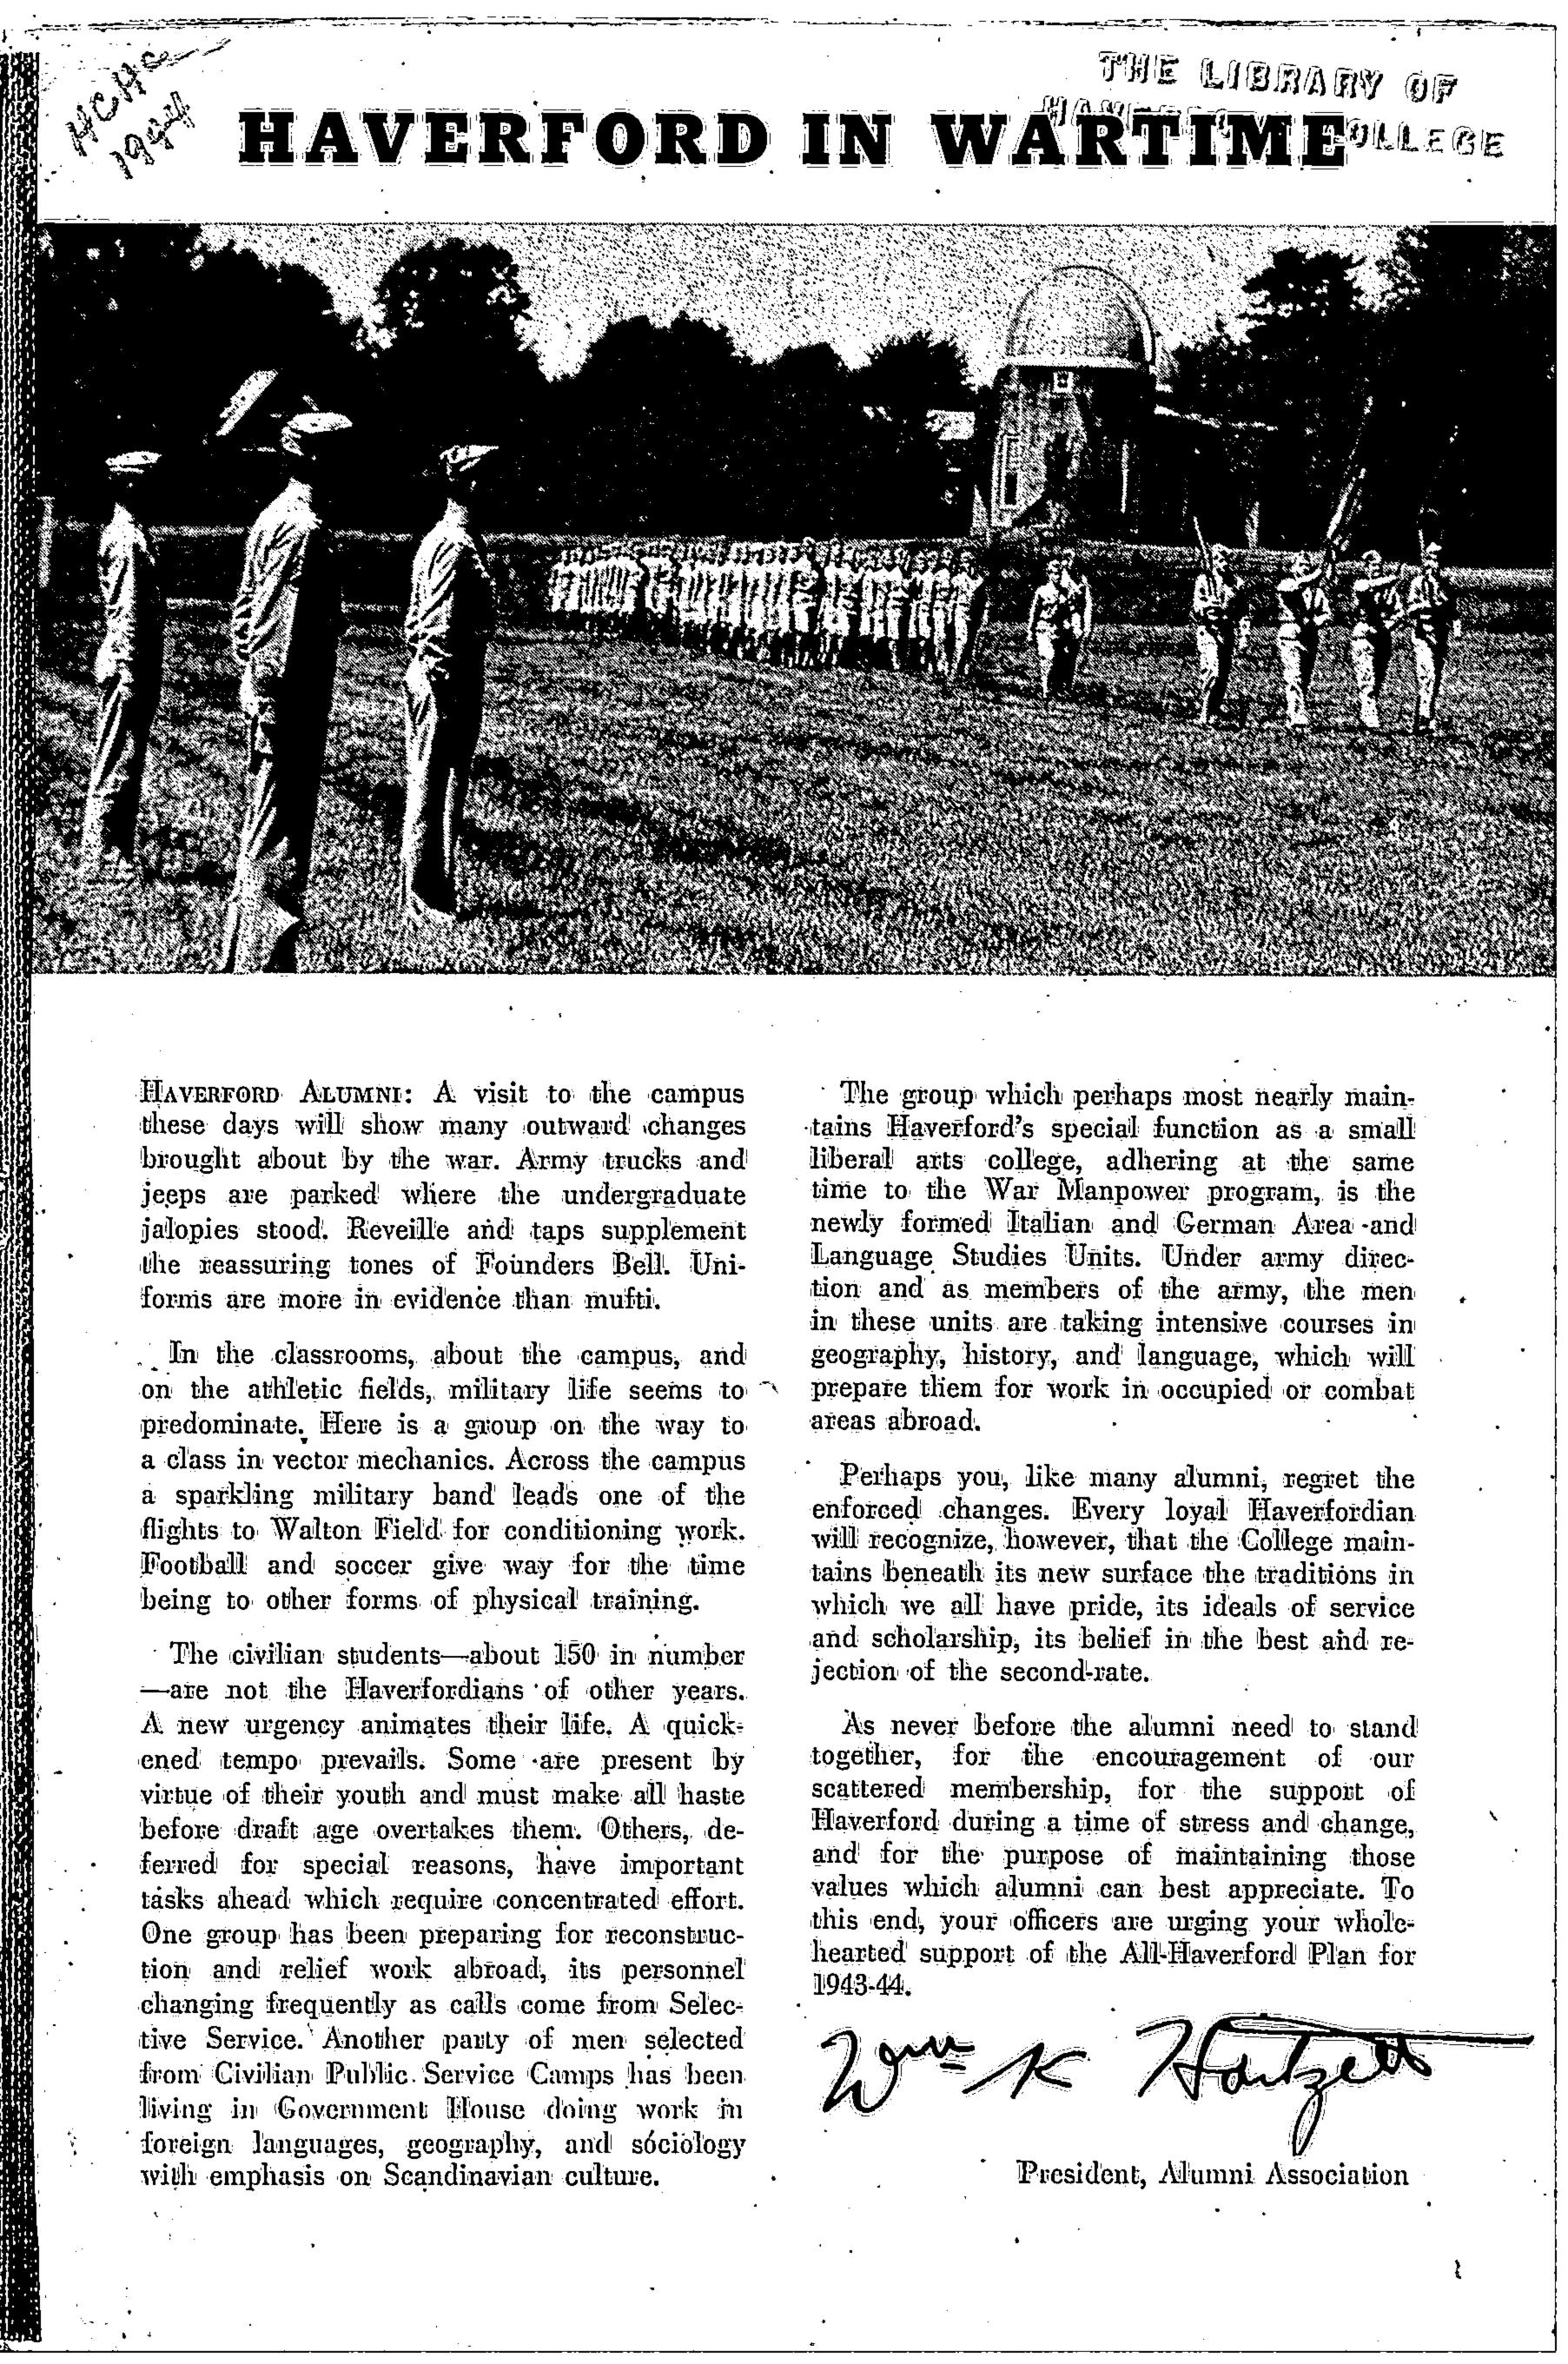 HCHC
1944
THE LIBRARY OF
HAVERFORD COLLEGE
HAVERFORD IN WARTIME
HAVERFORD ALUMNI: A visit to the campus
these days will show many outward changes
brought about by the war. Army trucks and
jeeps are parked where the undergraduate
jalopies stood. Reveille and taps supplement
the reassuring tones of Founders Bell. Uni-
forms are more in evidence than mufti.
In the classrooms, about the campus, and
on the athletic fields, military life seems to
predominate. Here is a group on the way to
a class in vector mechanics. Across the campus
a sparkling military band leads one of the
flights to Walton Field for conditioning work.
Football and soccer give way for the time
being to other forms of physical training.
The civilian students—about 150 in number
—are not the Haverfordians of other years.
A new urgency animates their life. A quick-
ened tempo prevails. Some are present by
virtue of their youth and must make all haste
before draft age overtakes them. Others, de-
ferred for special reasons, have important
tasks ahead which require concentrated effort.
One group has been preparing for reconstruc-
tion and relief work abroad, its personnel
changing frequently as calls come from Selec-
tive Service. Another party of men selected
from Civilian Public Service Camps has been
living in Government House doing work in
foreign languages, geography, and sociology
with emphasis on Scandinavian culture.
The group which perhaps most nearly main-
tains Haverford's special function as a small
liberal arts college, adhering at the same
time to the War Manpower program, is the
newly formed Italian and German Area and
Language Studies Units. Under army direc-
tion and as members of the army, the men
in these units are taking intensive courses in
geography, history, and language, which will
prepare them for work in occupied or combat
areas abroad.
Perhaps you, like many alumni, regret the
enforced changes. Every loyal Haverfordian
will recognize, however, that the College main-
tains beneath its new surface the traditions in
which we all have pride, its ideals of service
and scholarship, its belief in the best and re-
jection of the second-rate.
As never before the alumni need to stand
together, for the encouragement of our
scattered membership, for the support of
Haverford during a time of stress and change,
and for the purpose of maintaining those
values which alumni can best appreciate. To
this end, your officers are urging your whole-
hearted support of the All-Haverford Plan for
1943-44.
Wm K Hartzell
President, Alumni Association